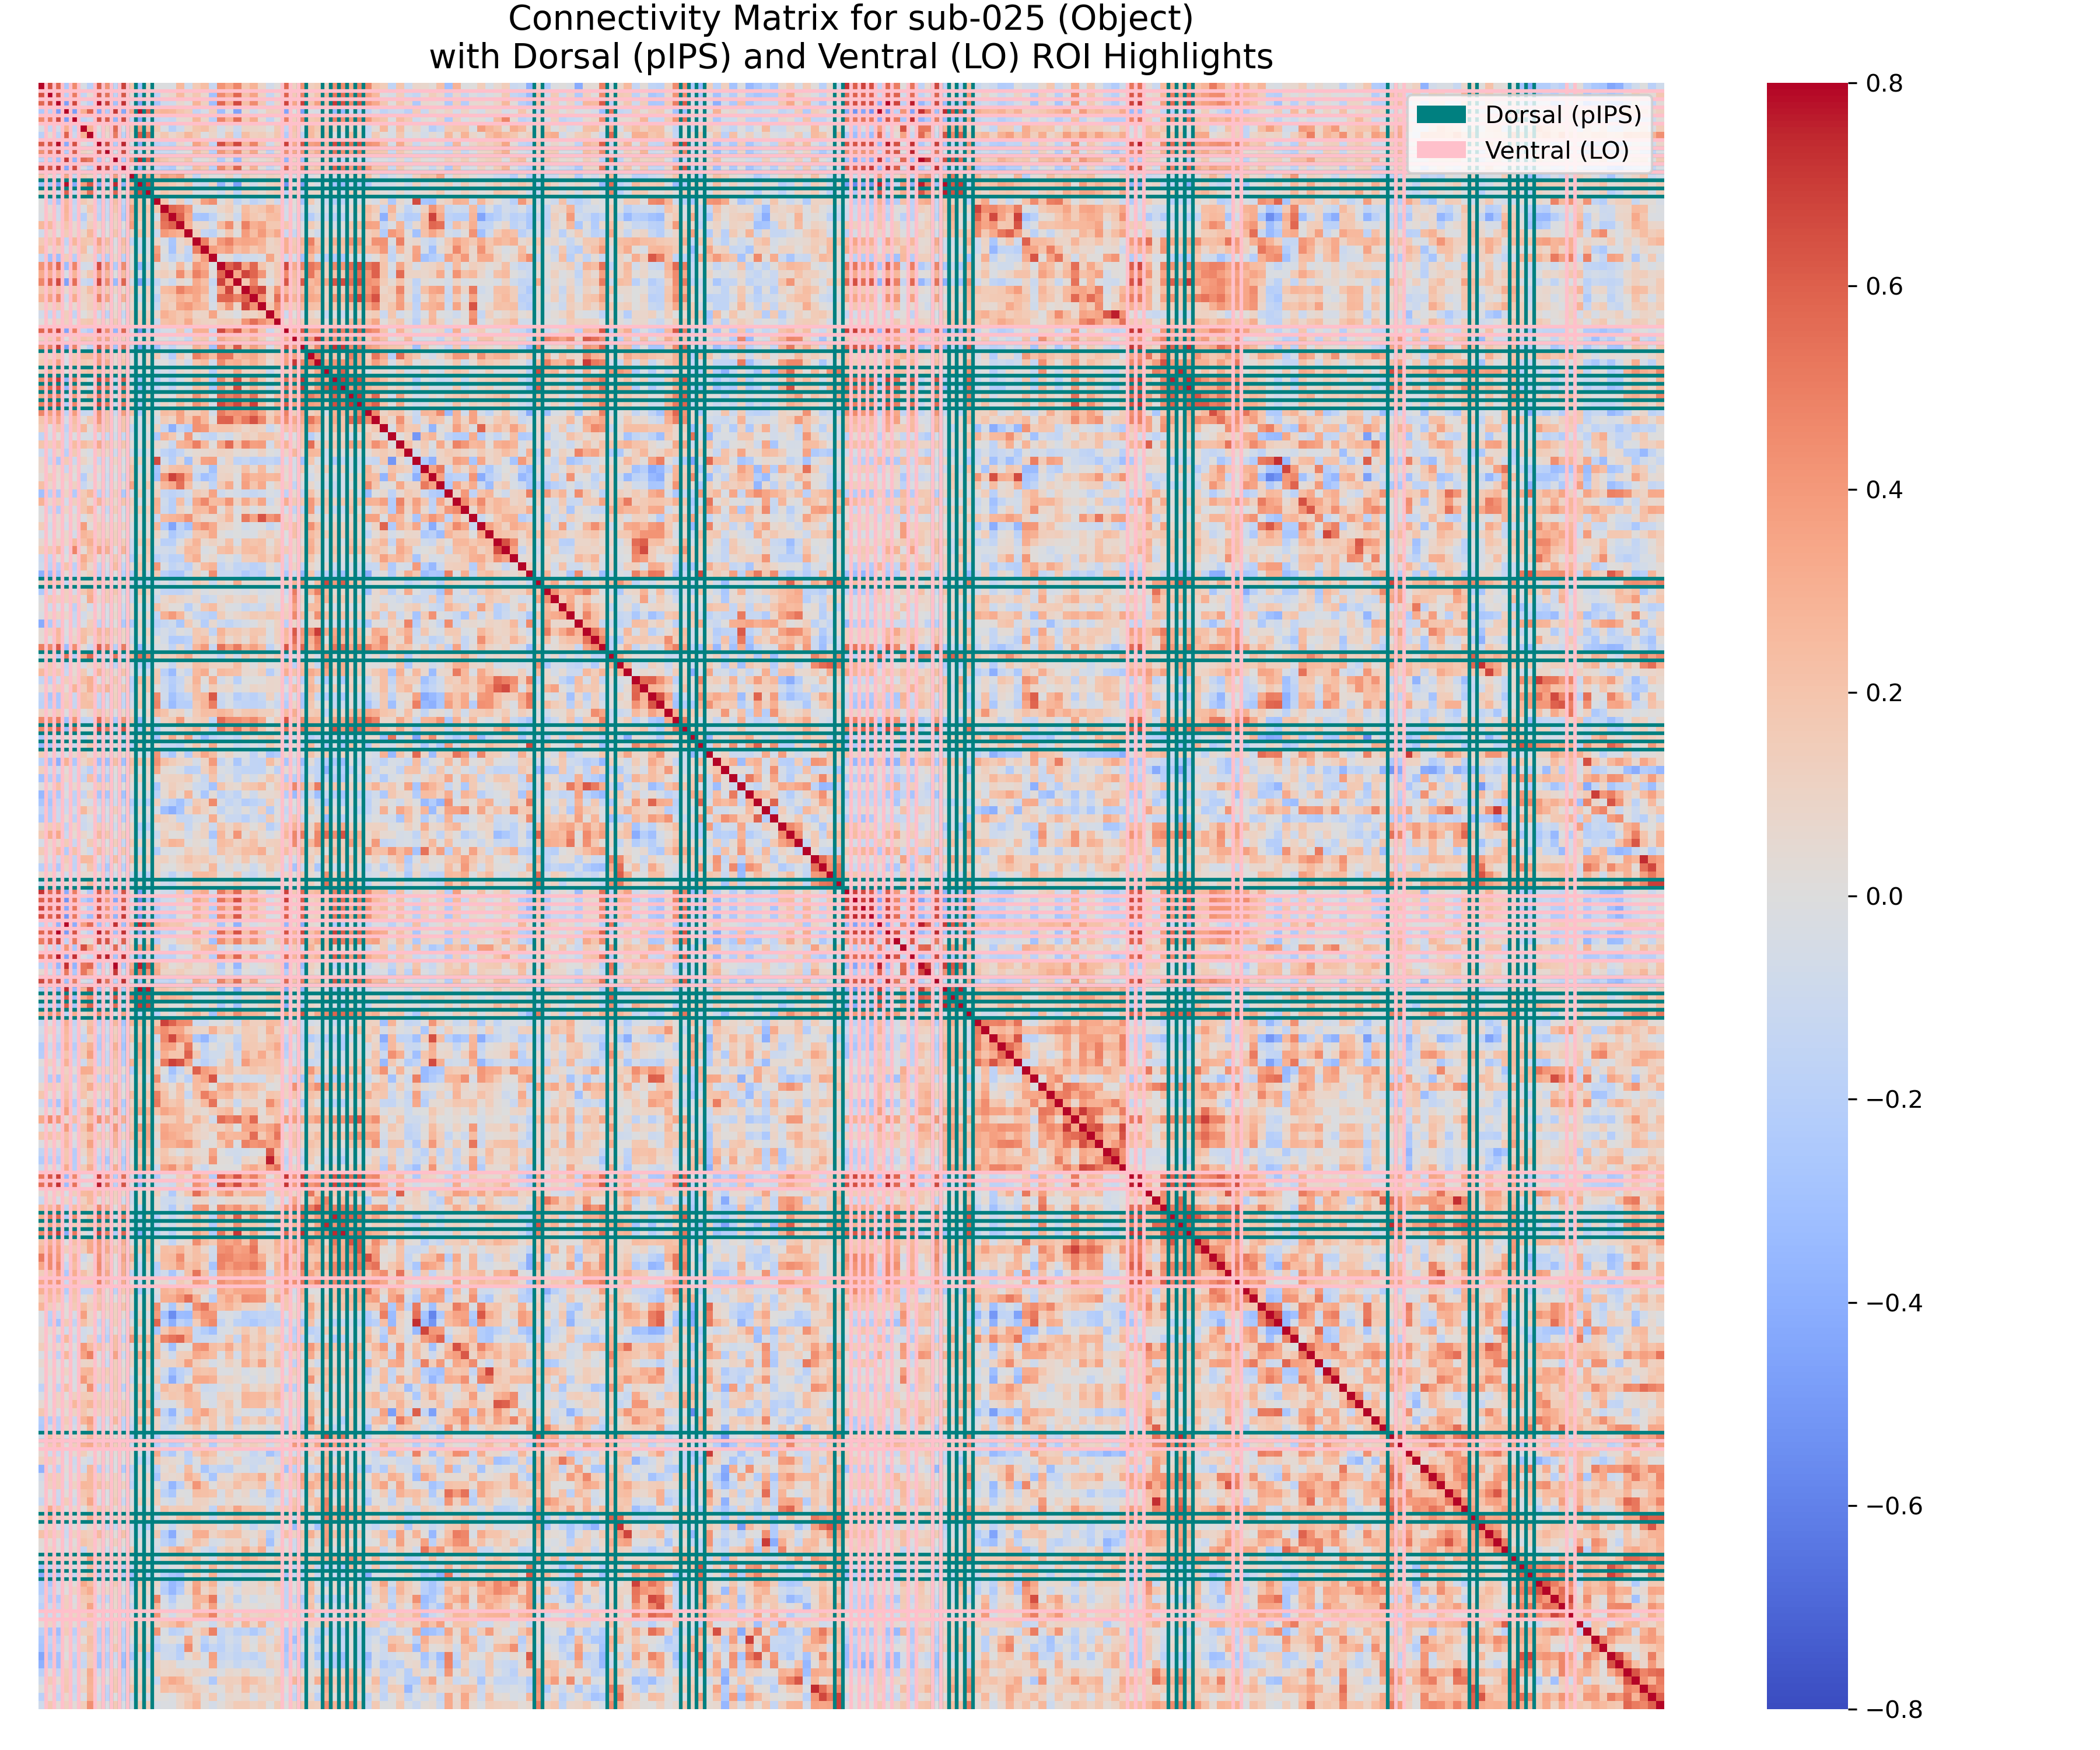 Connectivity Matrix for sub-025 (Object)
with Dorsal (pIPS) and Ventral (LO) ROI Highlights
Dorsal (pIPS)
Ventral (LO)
0.8
0.6
0.4
0.2
0.0
−0.2
−0.4
−0.6
−0.8